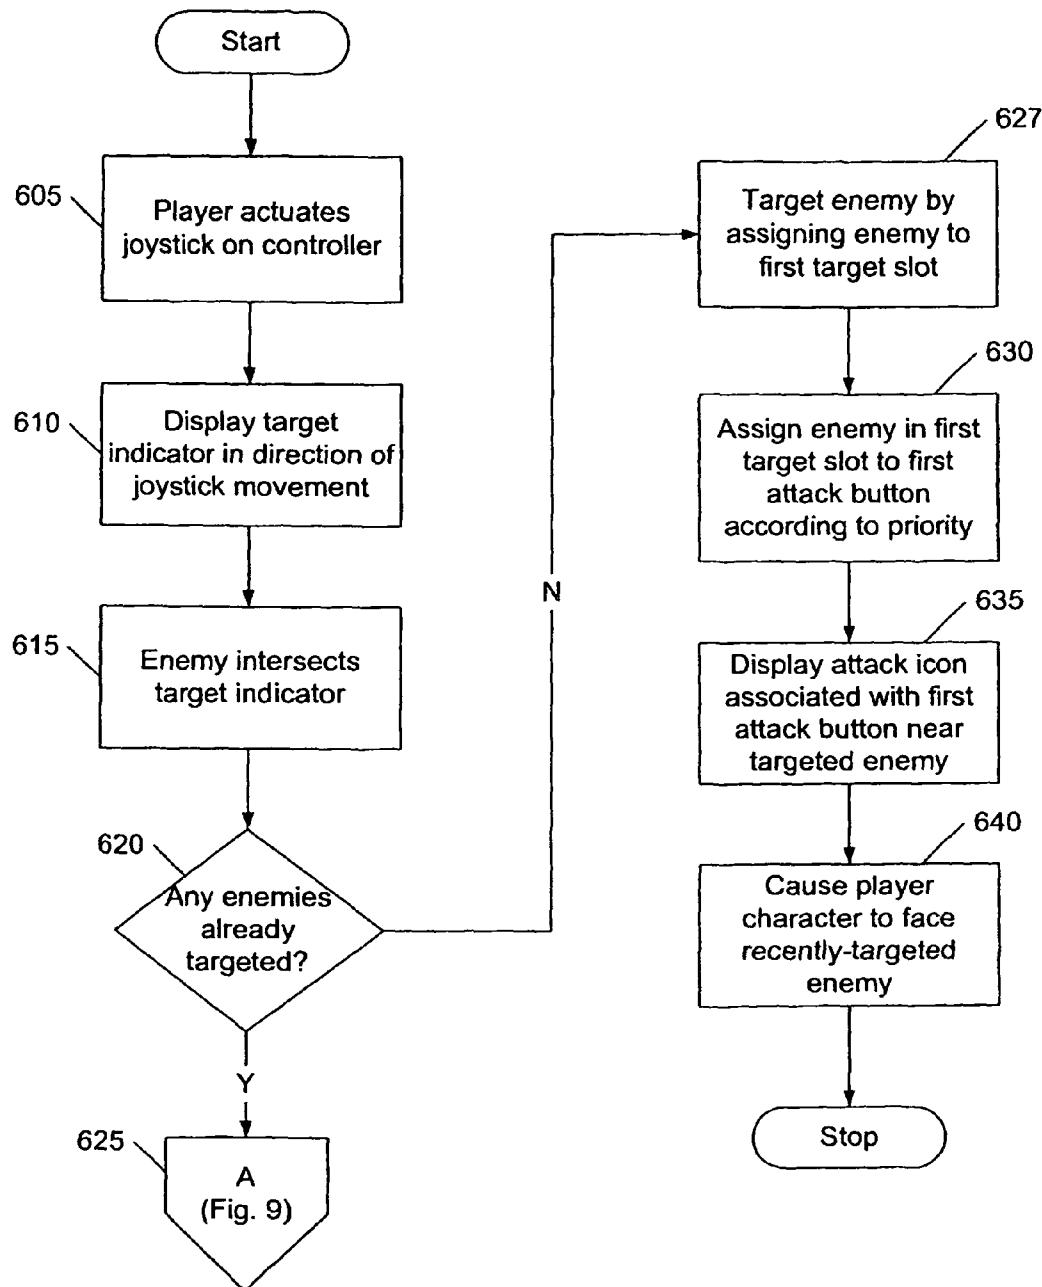 Start
605
Player actuates
joystick on controller
610
Display target
indicator in direction of
joystick movement
615
Enemy intersects
target indicator
620
Any enemies
already
targeted?
Y
625
A
(Fig. 9)
N
627
Target enemy by
assigning enemy to
first target slot
630
Assign enemy in first
target slot to first
attack button
according to priority
635
Display attack icon
associated with first
attack button near
targeted enemy
640
Cause player
character to face
recently-targeted
enemy
Stop